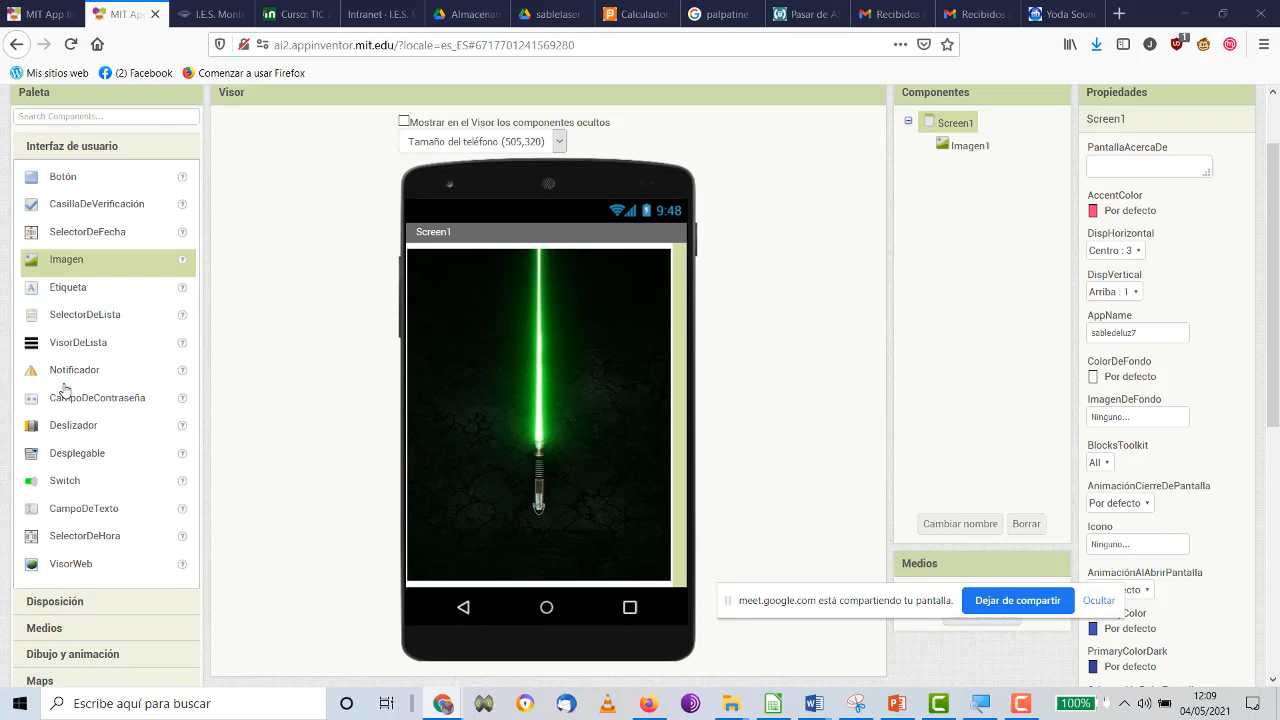 MIT App In
MIT App
I.E.S. Mont
Curso: TIC
Intranet - I.E.S. M
Almacenam
sablelaser
Calculador
palpatine
Pasar de AS
Recibidos
Recibidos
Yoda Soun
ai2.appinventor.mit.edu/?locale=es_ES#6717701241569280
Mis sitios web
(2) Facebook
Comenzar a usar Firefox
Paleta
Search Components...
Interfaz de usuario
Botón
CasillaDeVerificación
SelectorDeFecha
Imagen
Etiqueta
SelectorDeLista
VisorDeLista
Notificador
CampoDeContraseña
Deslizador
Desplegable
Switch
CampoDeTexto
SelectorDeHora
VisorWeb
Disposición
Medios
Dibujo y animación
Maps
Visor
Mostrar en el Visor los componentes ocultos
Tamaño del teléfono (505,320)
9:48
Screen1
Componentes
Screen1
Imagen1
Cambiar nombre
Borrar
Medios
meet.google.com está compartiendo tu pantalla.
Dejar de compartir
Ocultar
Propiedades
Screen1
PantallaAcercaDe
AccentColor
Por defecto
DispHorizontal
Centro : 3
DispVertical
Arriba : 1
AppName
sabledeluz7
ColorDeFondo
Por defecto
ImagenDeFondo
Ninguno...
BlocksToolkit
All
AnimaciónCierreDePantalla
Por defecto
Icono
Ninguno...
AnimaciónAlAbrirPantalla
Por defecto
PrimaryColorDark
Por defecto
Escribe aquí para buscar
100%
12:09
04/05/2021